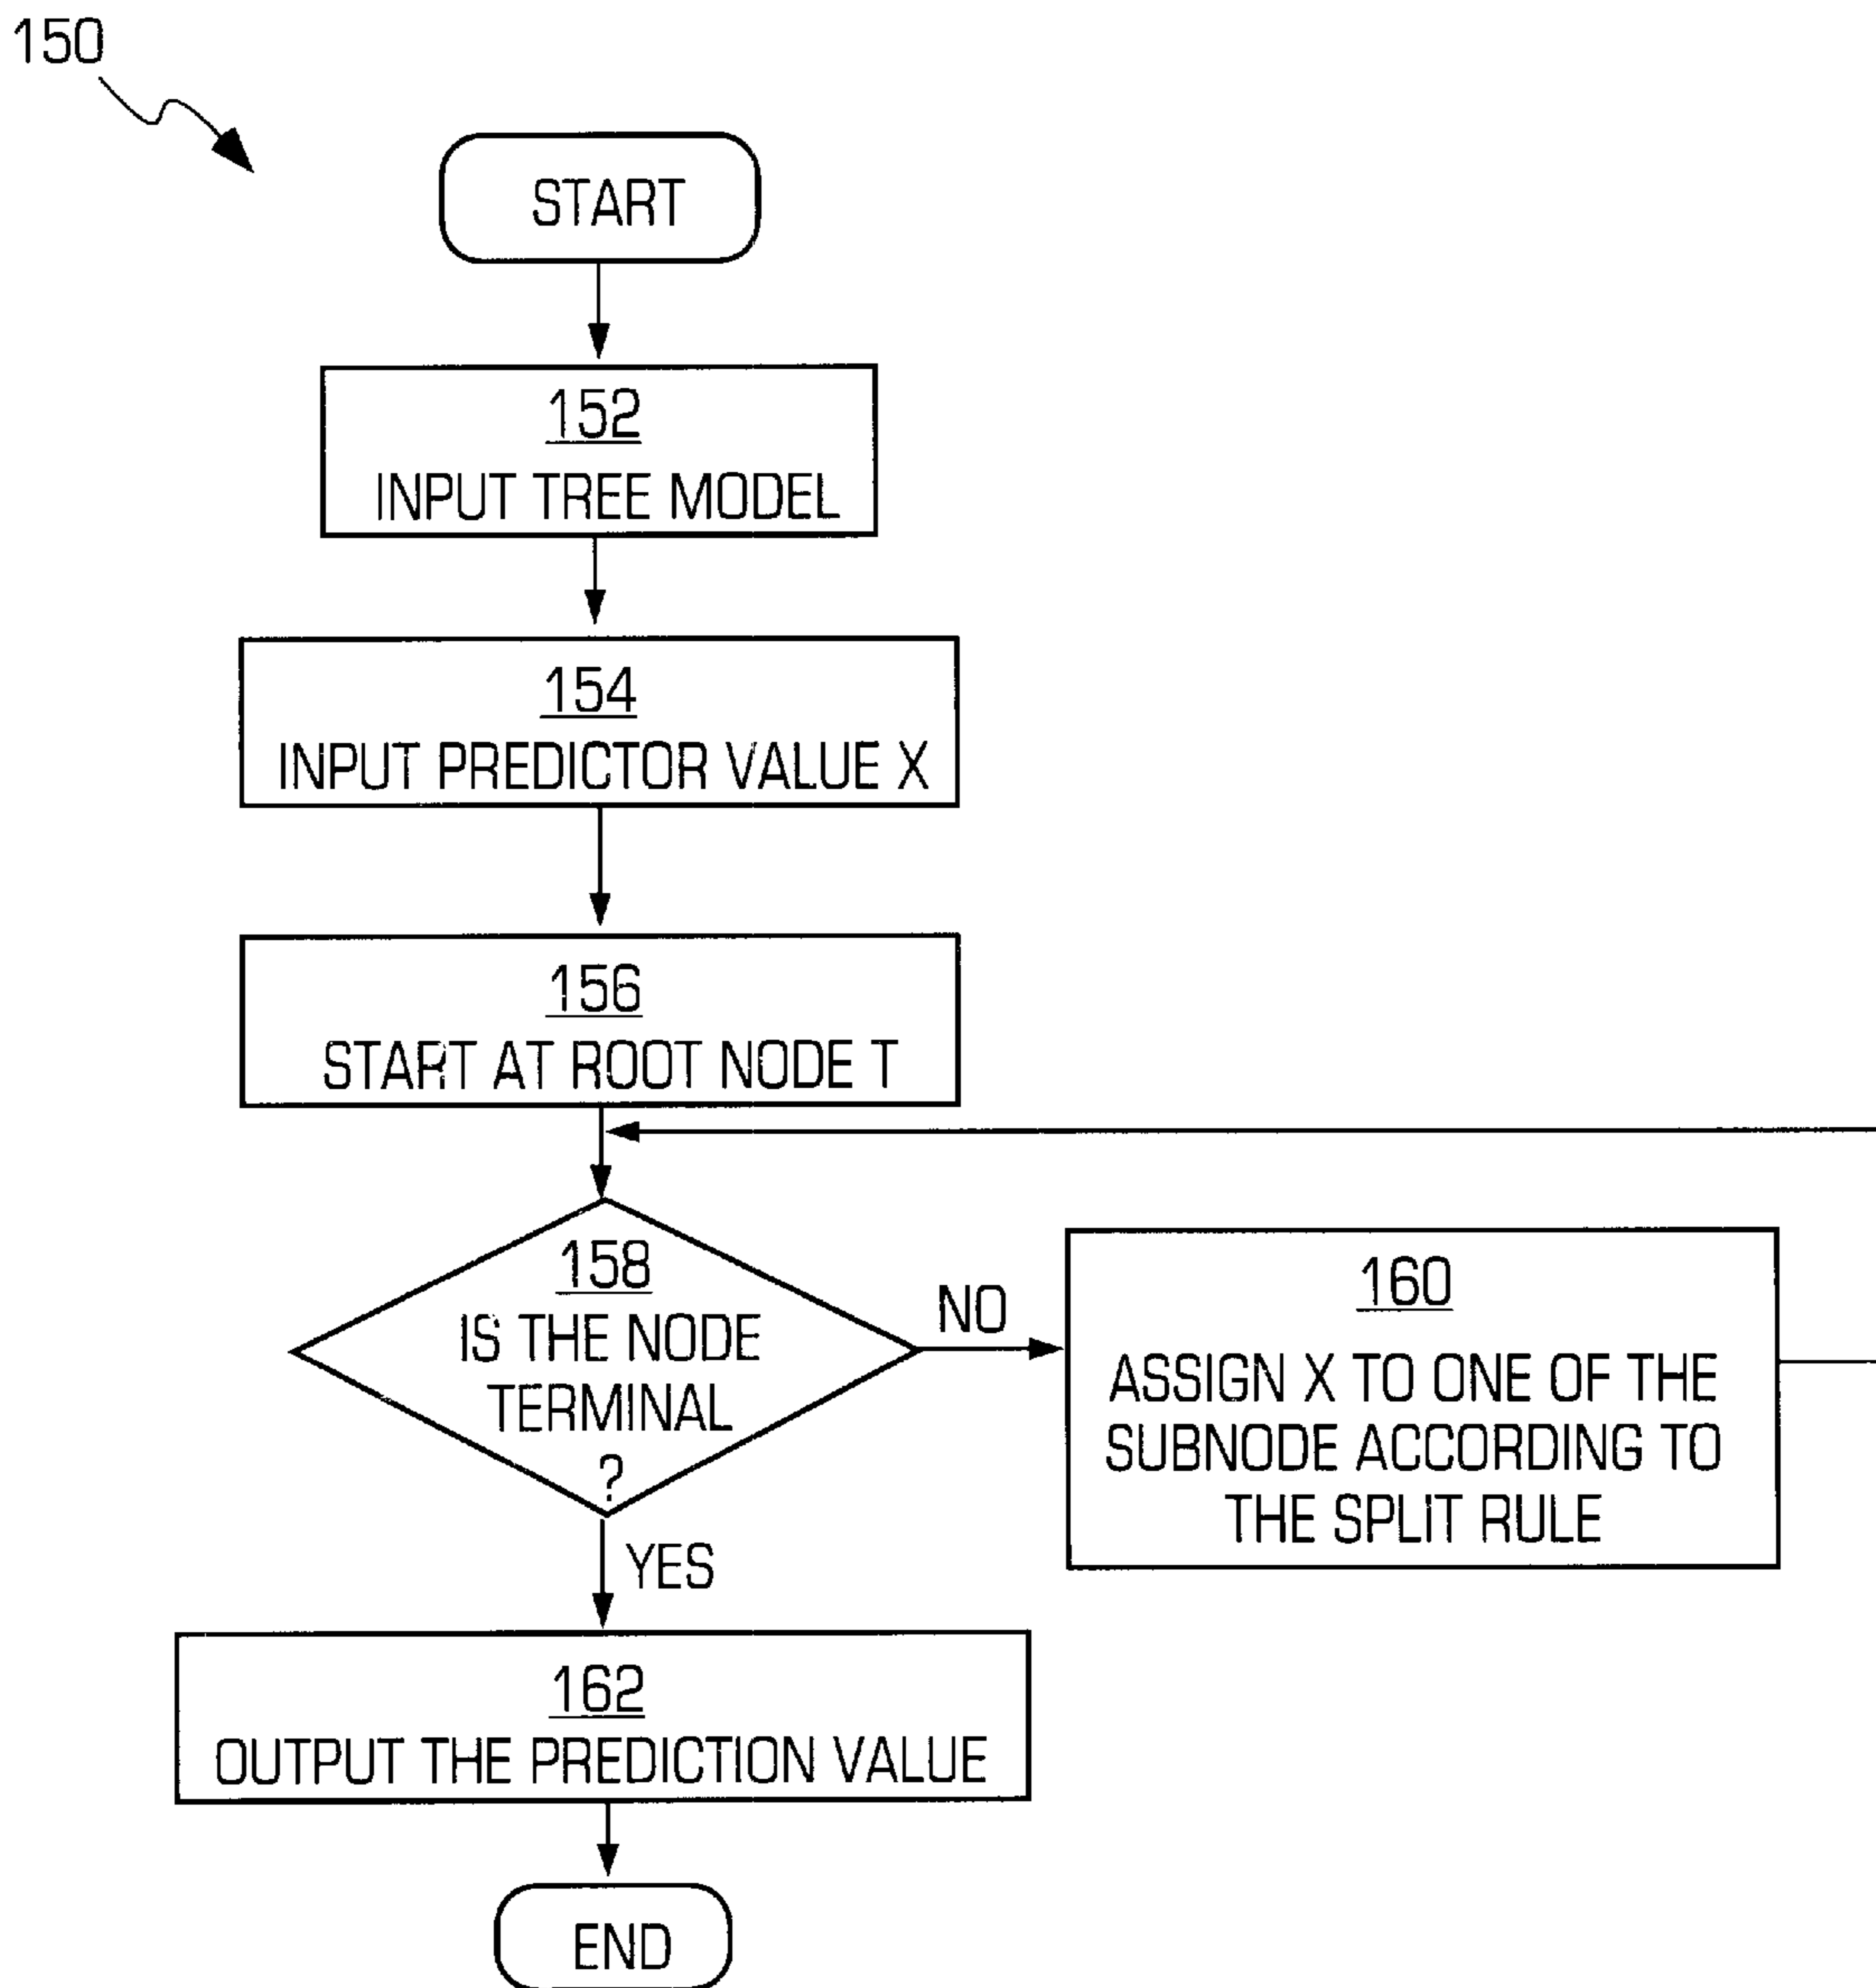 150
START
152
INPUT TREE MODEL
154
INPUT PREDICTOR VALUE X
156
START AT ROOT NODE T
158
IS THE NODE
TERMINAL
?
NO
160
ASSIGN X TO ONE OF THE
SUBNODE ACCORDING TO
THE SPLIT RULE
YES
162
OUTPUT THE PREDICTION VALUE
END